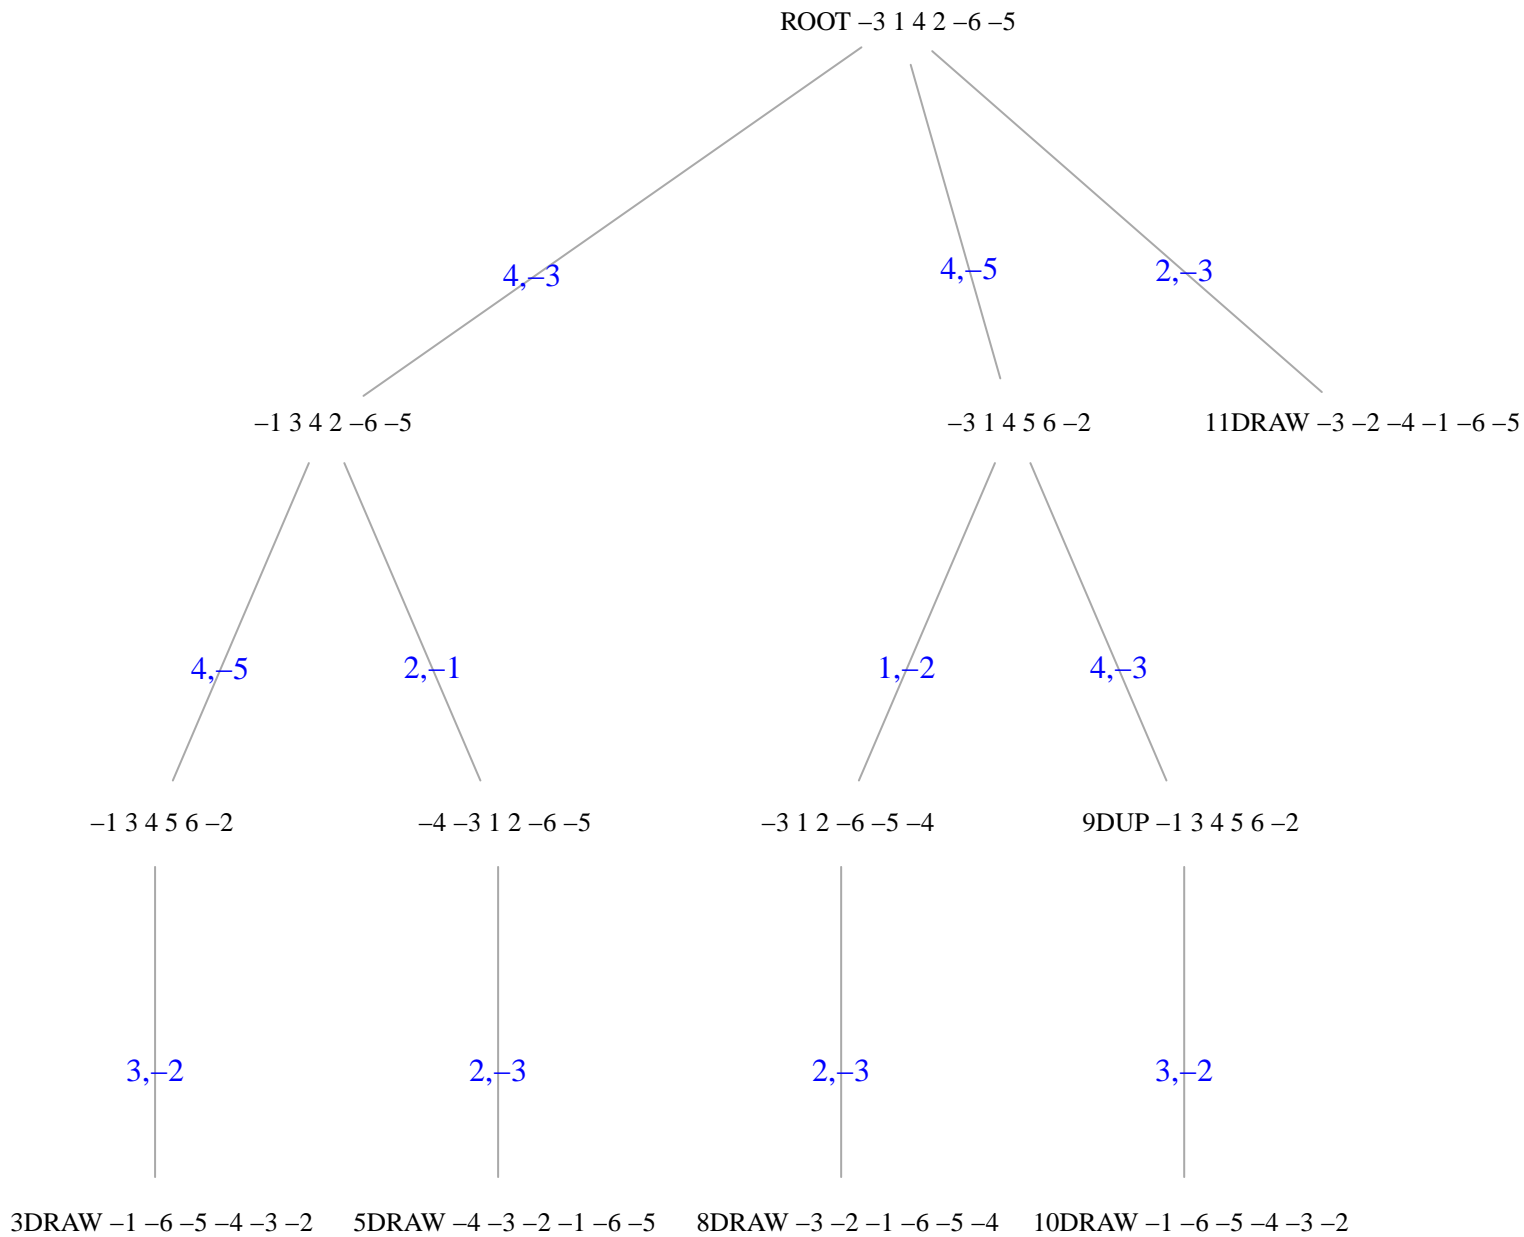 ROOT –3 1 4 2 –6 –5
4,–3
4,–5
2,–3
–1 3 4 2 –6 –5
–3 1 4 5 6 –2
11DRAW –3 –2 –4 –1 –6 –5
4,–5
2,–1
1,–2
4,–3
–1 3 4 5 6 –2
–4 –3 1 2 –6 –5
–3 1 2 –6 –5 –4
9DUP –1 3 4 5 6 –2
3,–2
2,–3
2,–3
3,–2
3DRAW –1 –6 –5 –4 –3 –2
5DRAW –4 –3 –2 –1 –6 –5
8DRAW –3 –2 –1 –6 –5 –4
10DRAW –1 –6 –5 –4 –3 –2